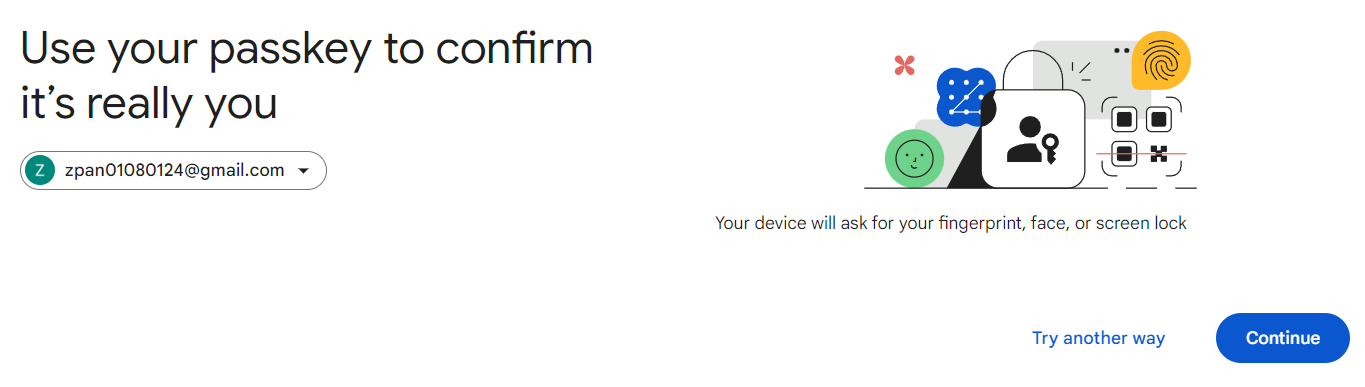 Use your passkey to confirm
it’s really you
Z
zpan01080124@gmail.com
Your device will ask for your fingerprint, face, or screen lock
Try another way
Continue